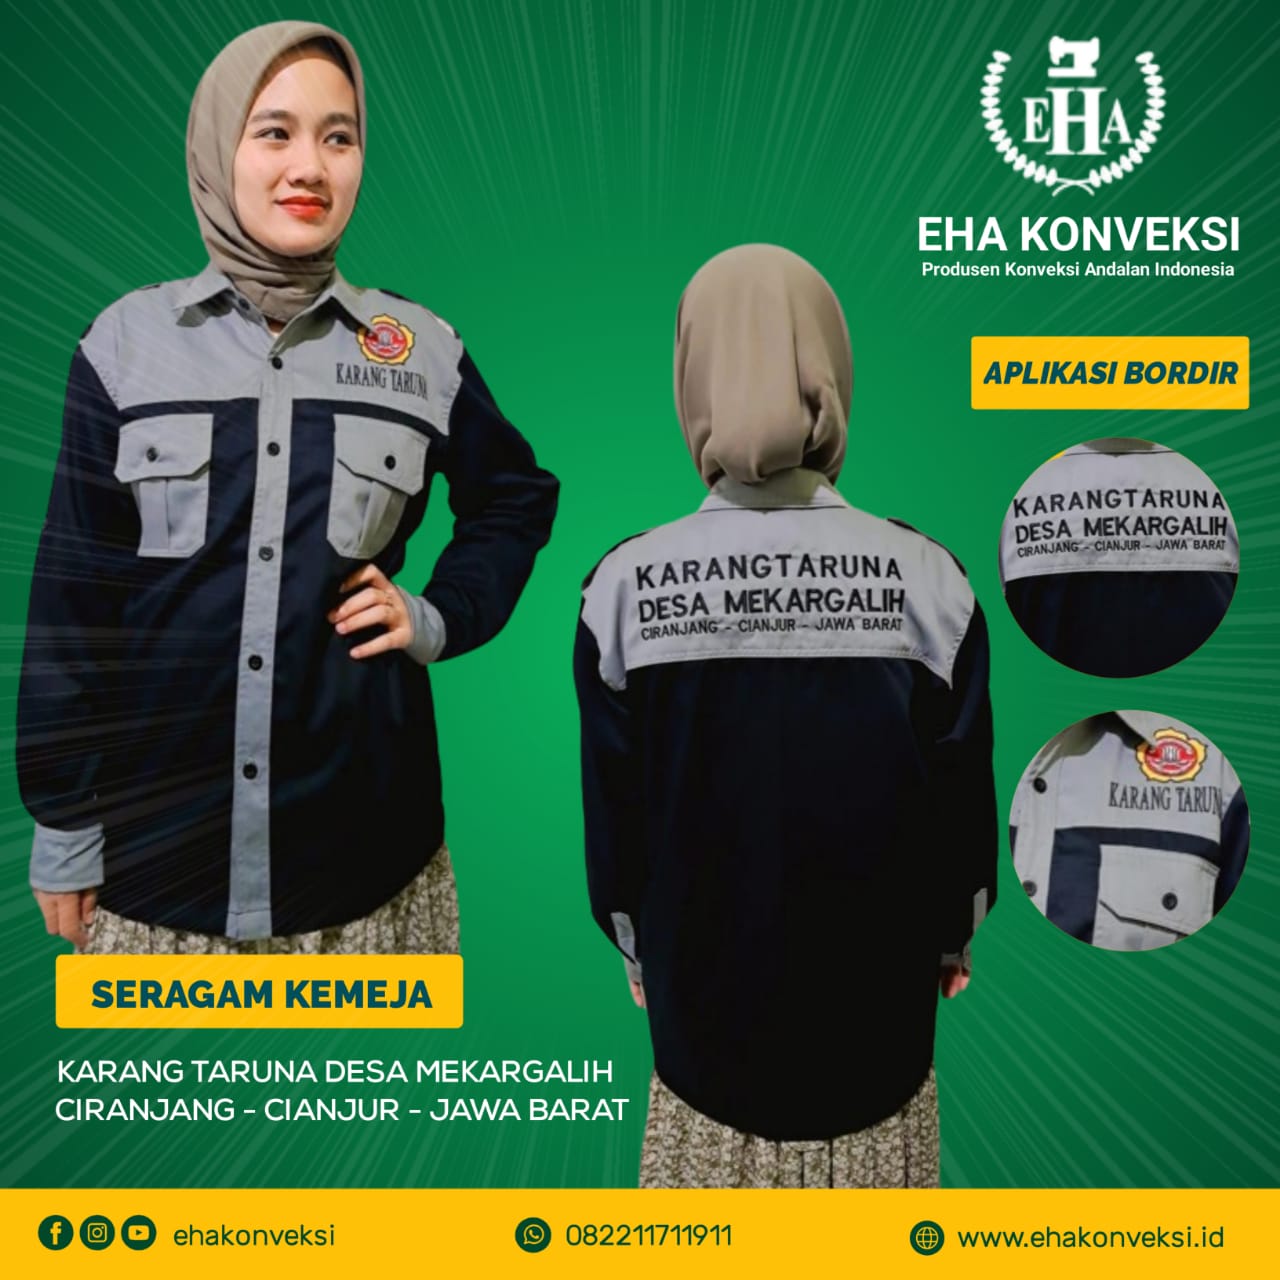 EHA
EHA KONVEKSI
Produsen Konveksi Andalan Indonesia
APLIKASI BORDIR
KARANG TARUNA
KARANGTARUNA
DESA MEKARGALIH
CIRANJANG - CIANJUR - JAWA BARAT
KARANGTARUNA
DESA MEKARGALIH
CIRANJANG - CIANJUR - JAWA BARAT
KARANG TARUN
SERAGAM KEMEJA
KARANG TARUNA DESA MEKARGALIH
CIRANJANG - CIANJUR - JAWA BARAT
ehakonveksi
082211711911
www.ehakonveksi.id